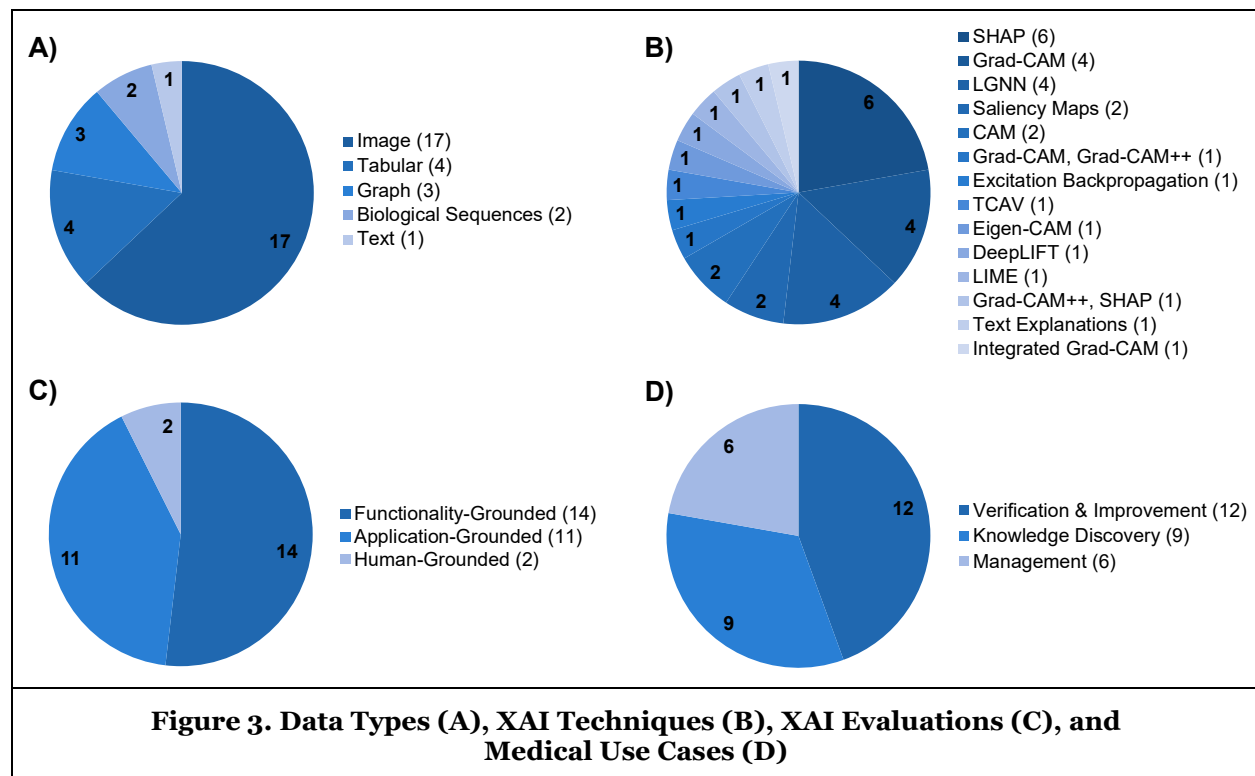 A)
1
2
3
4
17
Image (17)
Tabular (4)
Graph (3)
Biological Sequences (2)
Text (1)
B)
1
1
1
1
1
1
1
1
1
2
2
4
4
6
SHAP (6)
Grad-CAM (4)
LGNN (4)
Saliency Maps (2)
CAM (2)
Grad-CAM, Grad-CAM++ (1)
Excitation Backpropagation (1)
TCAV (1)
Eigen-CAM (1)
DeepLIFT (1)
LIME (1)
Grad-CAM++, SHAP (1)
Text Explanations (1)
Integrated Grad-CAM (1)
C)
2
11
14
Functionality-Grounded (14)
Application-Grounded (11)
Human-Grounded (2)
D)
6
12
9
Verification & Improvement (12)
Knowledge Discovery (9)
Management (6)
Figure 3. Data Types (A), XAI Techniques (B), XAI Evaluations (C), and
Medical Use Cases (D)